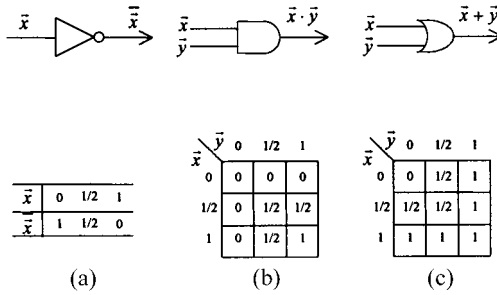 x⃗ x̅⃗ x⃗ x⃗ · y⃗ x⃗ x⃗ + y⃗
y⃗ y⃗
y⃗ 0 1/2 1 y⃗ 0 1/2 1
x⃗ x⃗
0 0 0 0 0 0 1/2 1
x⃗ 0 1/2 1 1/2 0 1/2 1/2 1/2 1/2 1/2 1
x̅⃗ 1 1/2 0 1 0 1/2 1 1 1 1 1
(a) (b) (c)